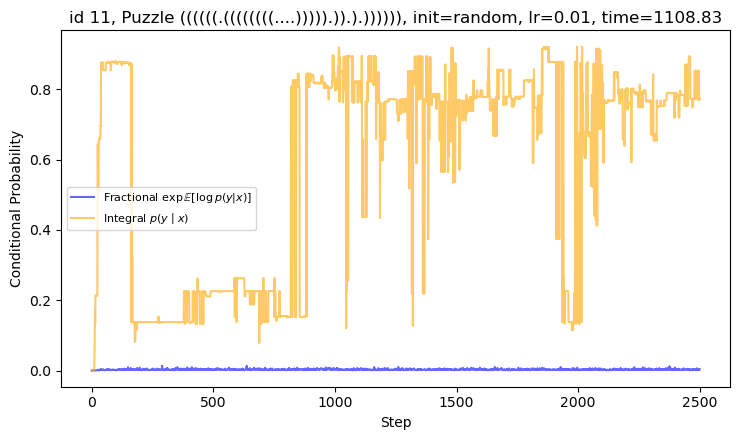 id 11, Puzzle ((((((.((((((((....))))).)).).)))))), init=random, lr=0.01, time=1108.83
Conditional Probability
0.8
0.6
0.4
0.2
0.0
Fractional exp𝔼[log p(y|x)]
Integral p(y | x)
0
500
1000
1500
2000
2500
Step